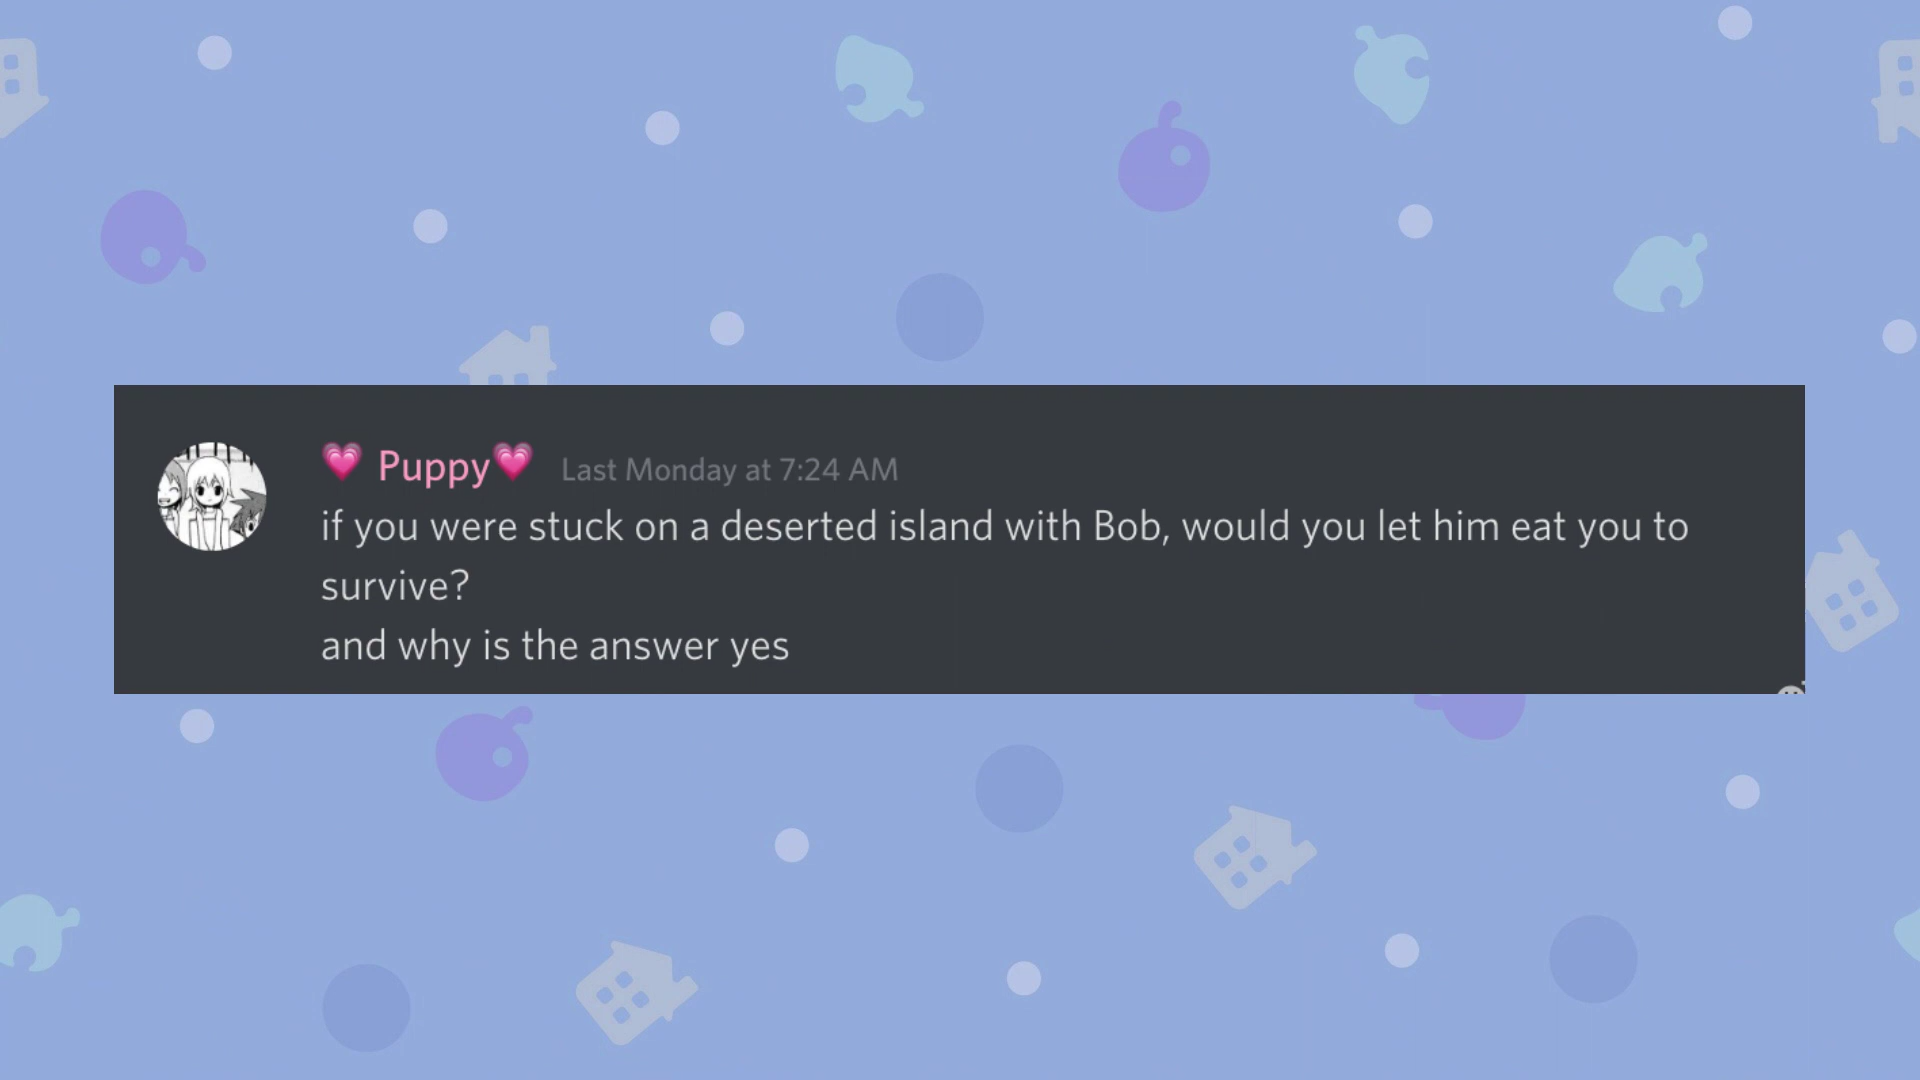 💗 Puppy💗 Last Monday at 7:24 AM
if you were stuck on a deserted island with Bob, would you let him eat you to
survive?
and why is the answer yes